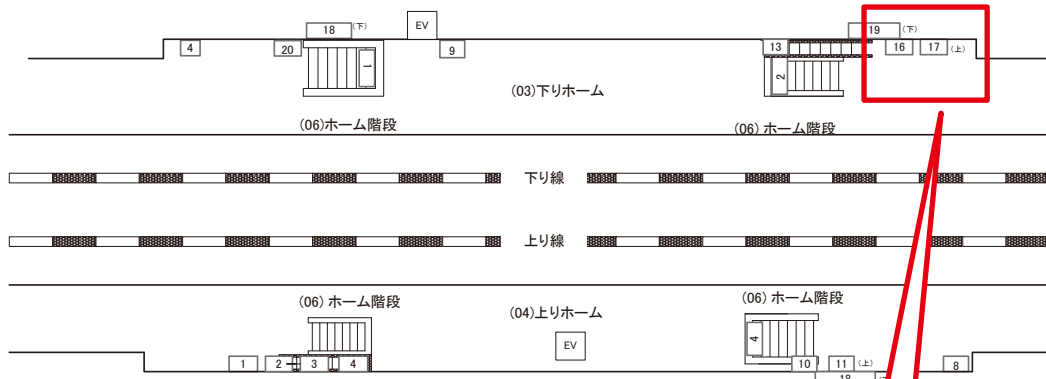 18 (下)
EV
19 (下)
4
20
9
13
16
17 (上)
1
2
(03)下りホーム
(06)ホーム階段
(06) ホーム階段
下り線
上り線
(06) ホーム階段
(06) ホーム階段
(04)上りホーム
4
EV
1
2
3
4
10
11 (上)
8
18